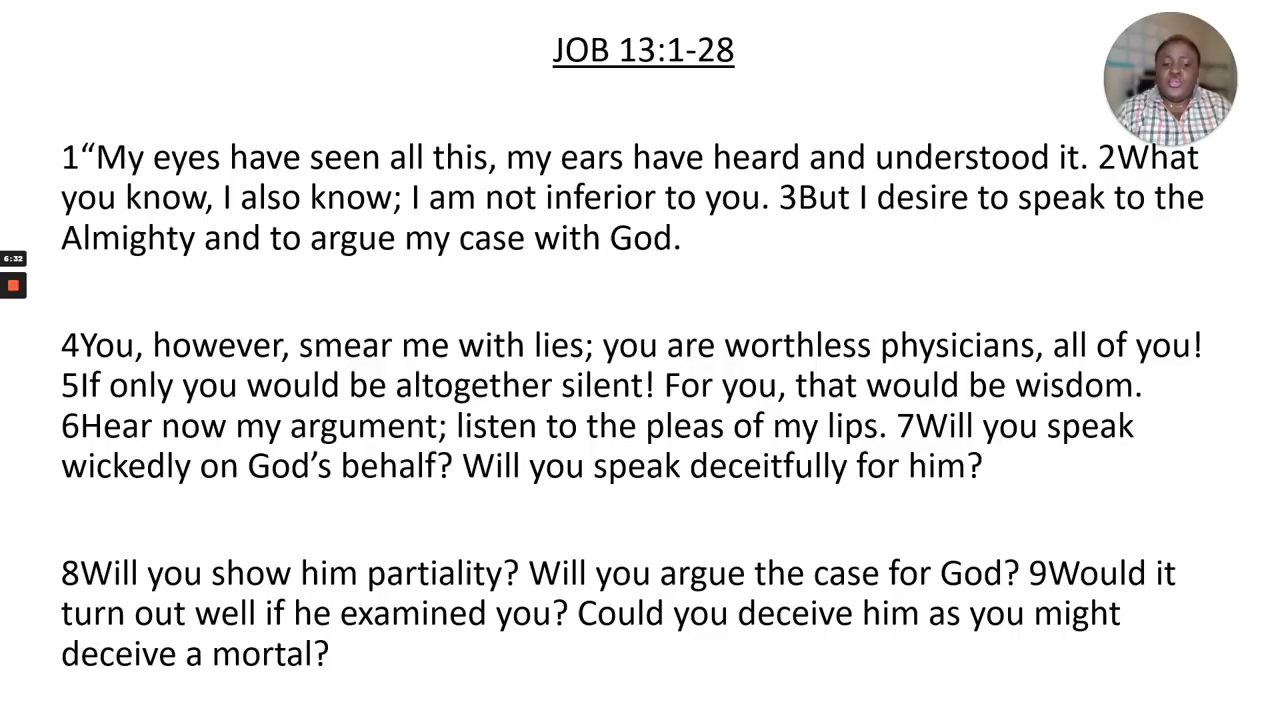 JOB 13:1-28
1“My eyes have seen all this, my ears have heard and understood it. 2What
you know, I also know; I am not inferior to you. 3But I desire to speak to the
Almighty and to argue my case with God.
6:32
4You, however, smear me with lies; you are worthless physicians, all of you!
5If only you would be altogether silent! For you, that would be wisdom.
6Hear now my argument; listen to the pleas of my lips. 7Will you speak
wickedly on God’s behalf? Will you speak deceitfully for him?
8Will you show him partiality? Will you argue the case for God? 9Would it
turn out well if he examined you? Could you deceive him as you might
deceive a mortal?